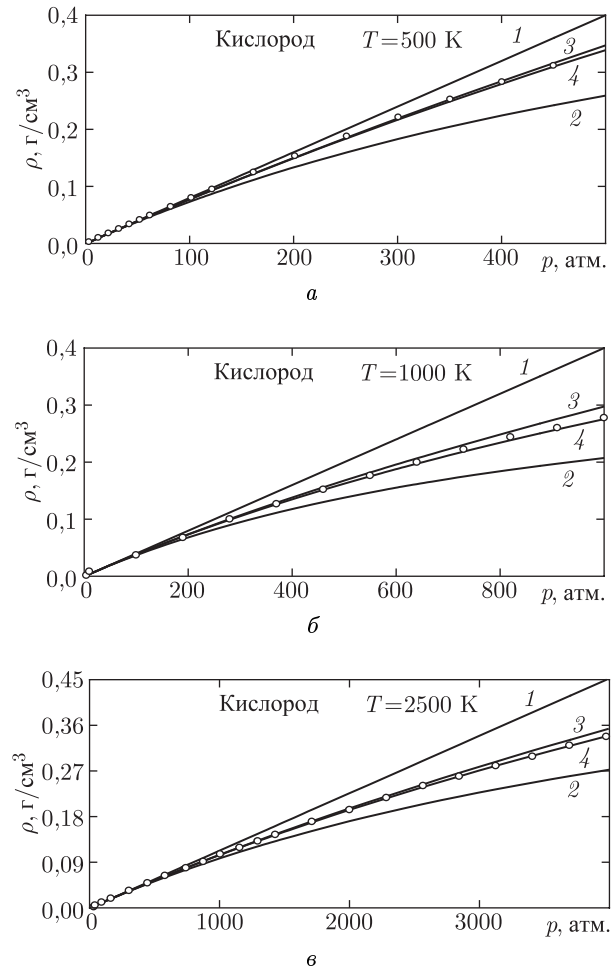 Кислород T=500 K
ρ, г/см³
0,4
0,3
0,2
0,1
0,0
0 100 200 300 400 p, атм.
1
3
4
2
а
Кислород T=1000 K
ρ, г/см³
0,4
0,3
0,2
0,1
0,0
0 200 400 600 800 p, атм.
1
3
4
2
б
Кислород T=2500 K
ρ, г/см³
0,45
0,36
0,27
0,18
0,09
0,00
0 1000 2000 3000 p, атм.
1
3
4
2
в